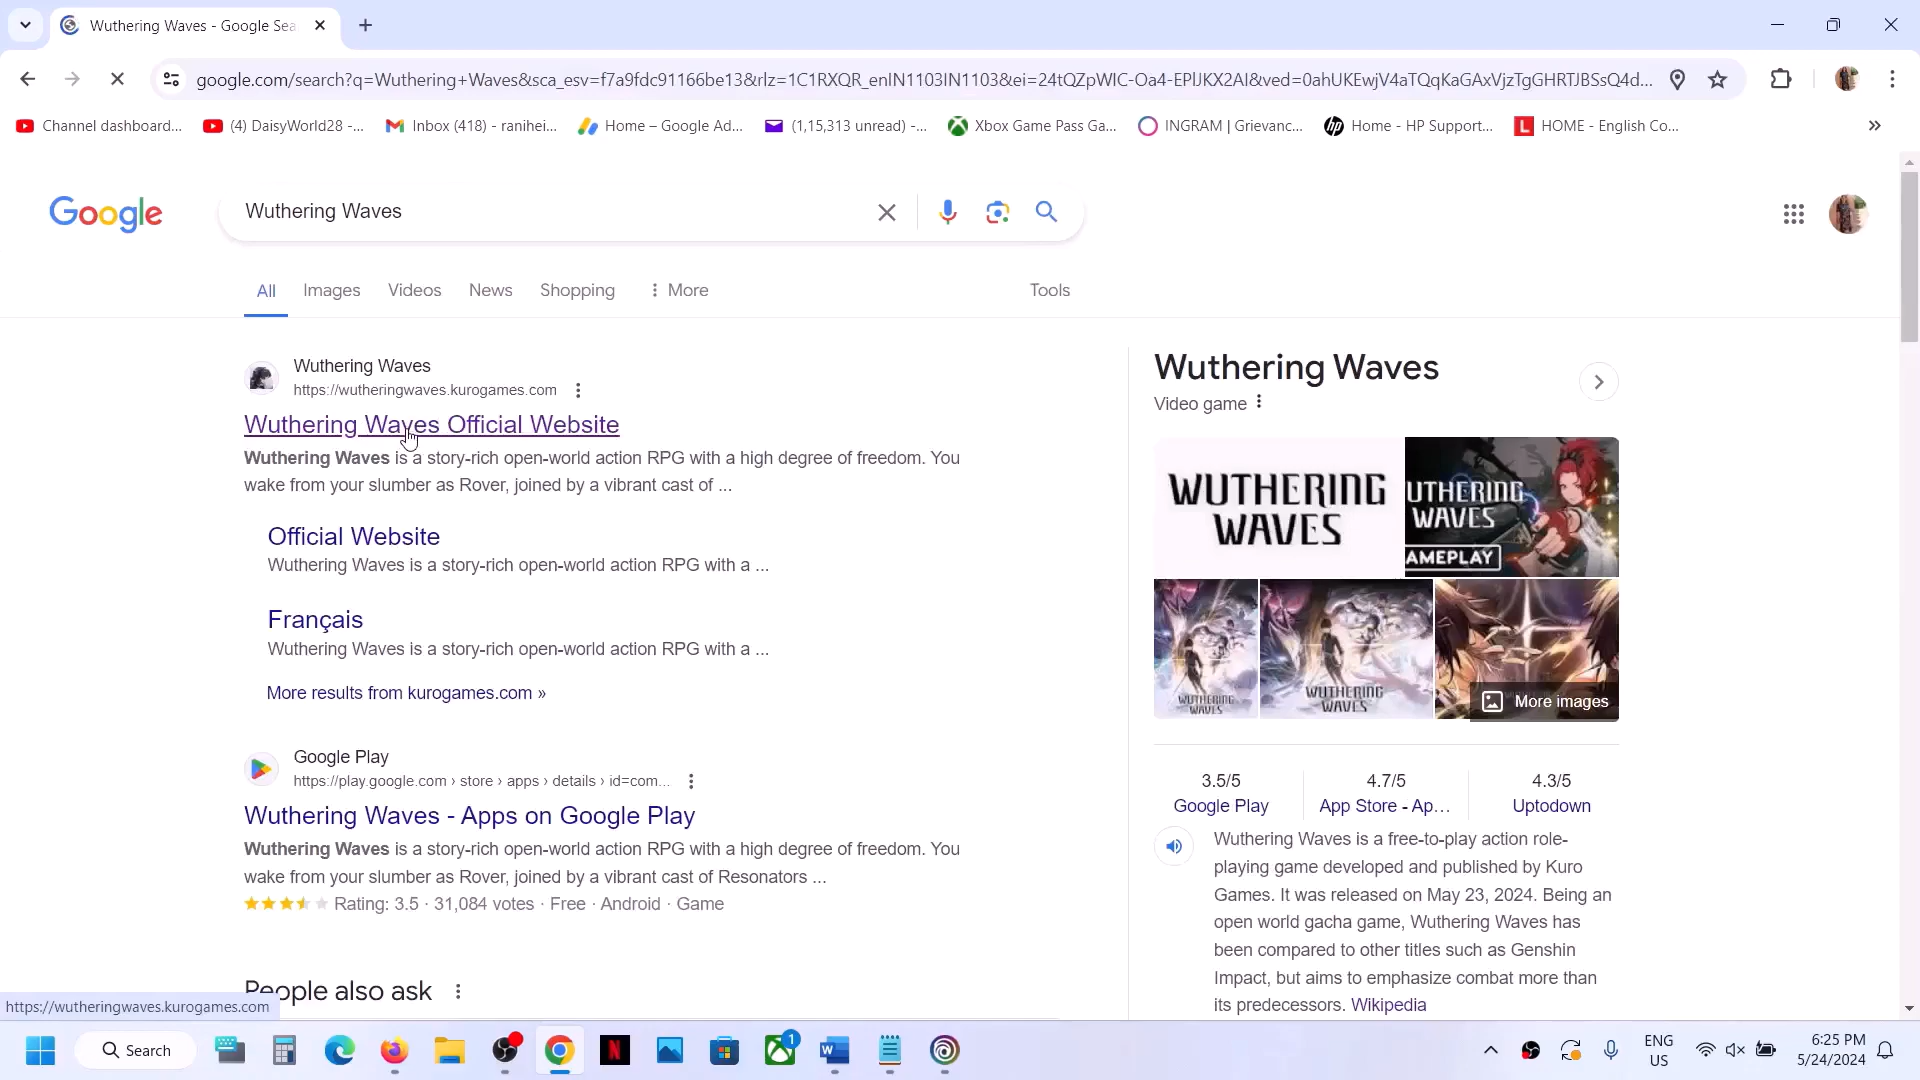 Wuthering Waves - Google Sea
google.com/search?q=Wuthering+Waves&sca_esv=f7a9fdc91166be13&rlz=1C1RXQR_enIN1103IN1103&ei=24tQZpWIC-Oa4-EPlJKX2AI&ved=0ahUKEwjV4aTQqKaGAxVjzTgGHRTJBSsQ4d...
Channel dashboard...
(4) DaisyWorld28 -...
Inbox (418) - ranihei...
Home – Google Ad...
(1,15,313 unread) -...
Xbox Game Pass Ga...
INGRAM | Grievanc...
Home - HP Support...
HOME - English Co...
Google
Wuthering Waves
All
Images
Videos
News
Shopping
More
Tools
Wuthering Waves
https://wutheringwaves.kurogames.com
Wuthering Waves Official Website
Wuthering Waves is a story-rich open-world action RPG with a high degree of freedom. You
wake from your slumber as Rover, joined by a vibrant cast of ...
Official Website
Wuthering Waves is a story-rich open-world action RPG with a ...
Français
Wuthering Waves is a story-rich open-world action RPG with a ...
More results from kurogames.com »
Google Play
https://play.google.com › store › apps › details › id=com...
Wuthering Waves - Apps on Google Play
Wuthering Waves is a story-rich open-world action RPG with a high degree of freedom. You
wake from your slumber as Rover, joined by a vibrant cast of Resonators ...
Rating: 3.5 · 31,084 votes · Free · Android · Game
People also ask
Wuthering Waves
Video game
WUTHERING
WAVES
UTHERING
WAVES
AMEPLAY
WUTHERING
WAVES
WUTHERING
WAVES
More images
3.5/5
Google Play
4.7/5
App Store - Ap...
4.3/5
Uptodown
Wuthering Waves is a free-to-play action role-
playing game developed and published by Kuro
Games. It was released on May 23, 2024. Being an
open world gacha game, Wuthering Waves has
been compared to other titles such as Genshin
Impact, but aims to emphasize combat more than
its predecessors. Wikipedia
https://wutheringwaves.kurogames.com
Search
1
ENG
US
6:25 PM
5/24/2024